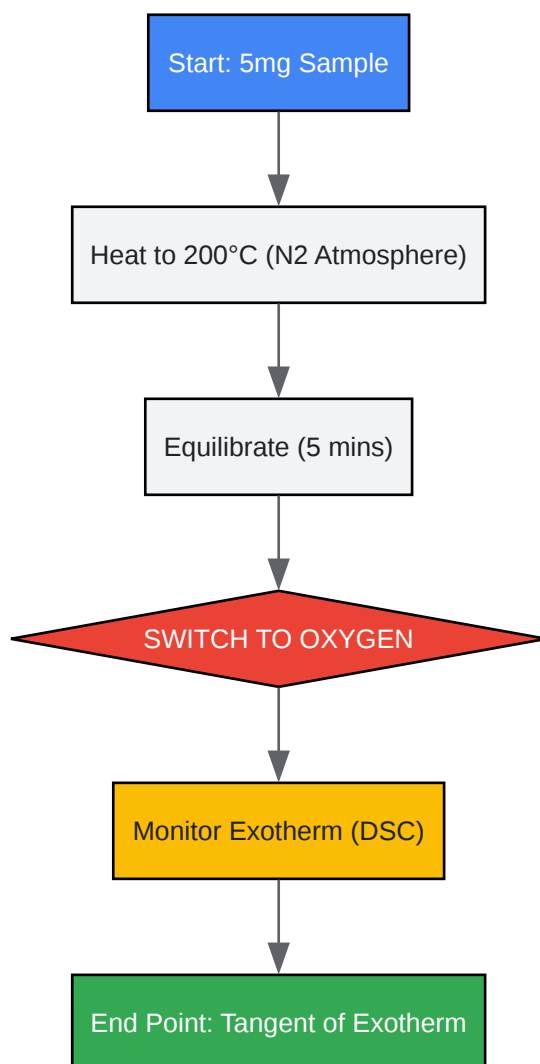 Start: 5mg Sample
Heat to 200°C (N2 Atmosphere)
Equilibrate (5 mins)
SWITCH TO OXYGEN
Monitor Exotherm (DSC)
End Point: Tangent of Exotherm